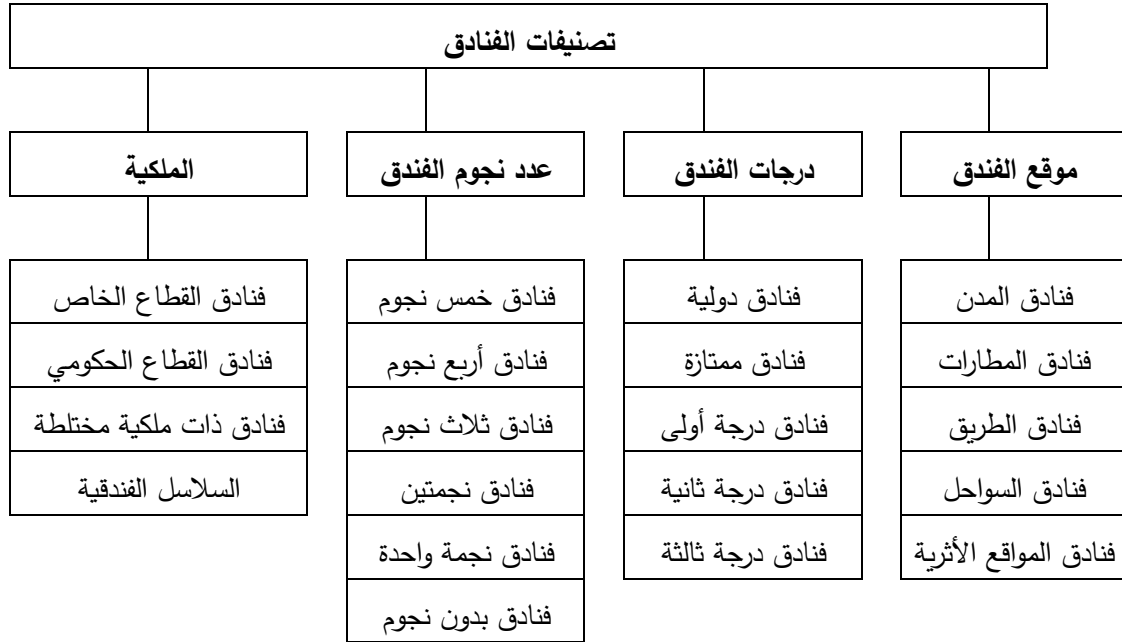 تصنيفات الفنادق
موقع الفندق
فنادق المدن
فنادق المطارات
فنادق الطريق
فنادق السواحل
فنادق المواقع الأثرية
درجات الفندق
فنادق دولية
فنادق ممتازة
فنادق درجة أولى
فنادق درجة ثانية
فنادق درجة ثالثة
عدد نجوم الفندق
فنادق خمس نجوم
فنادق أربع نجوم
فنادق ثلاث نجوم
فنادق نجمتين
فنادق نجمة واحدة
فنادق بدون نجوم
الملكية
فنادق القطاع الخاص
فنادق القطاع الحكومي
فنادق ذات ملكية مختلطة
السلاسل الفندقية